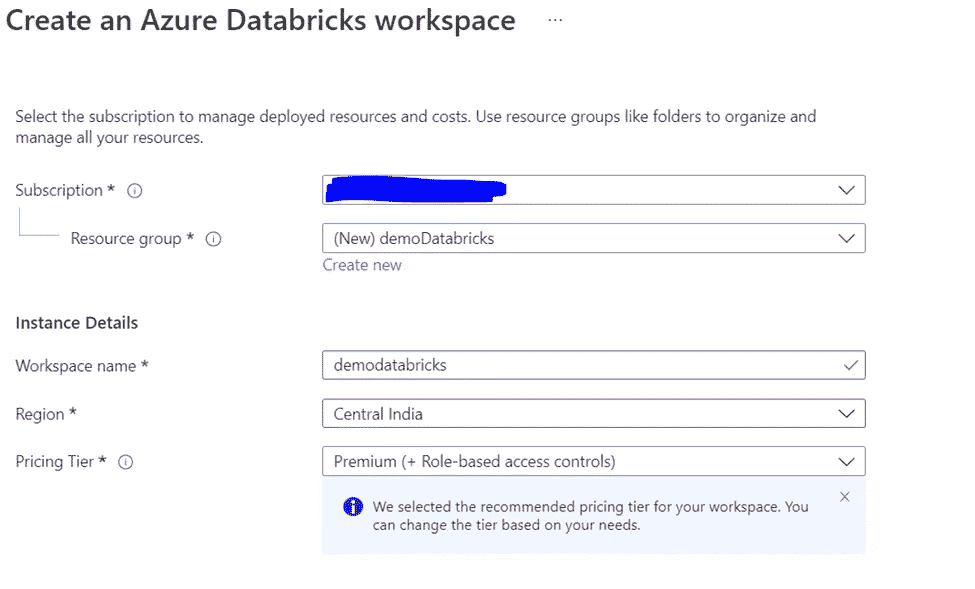 Create an Azure Databricks workspace ...
Select the subscription to manage deployed resources and costs. Use resource groups like folders to organize and
manage all your resources.
Subscription *
Resource group *
(New) demoDatabricks
Create new
Instance Details
Workspace name *
demodatabricks
Region *
Central India
Pricing Tier *
Premium (+ Role-based access controls)
We selected the recommended pricing tier for your workspace. You
can change the tier based on your needs.